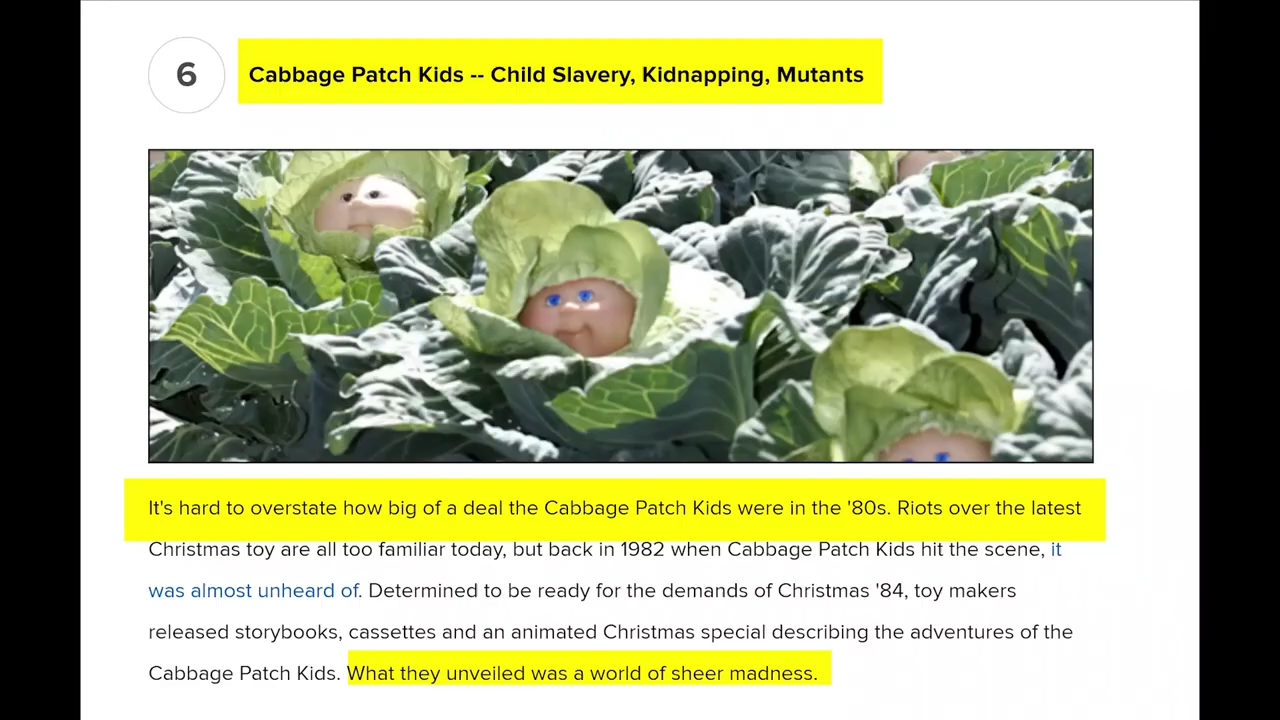 6
Cabbage Patch Kids -- Child Slavery, Kidnapping, Mutants
It's hard to overstate how big of a deal the Cabbage Patch Kids were in the '80s. Riots over the latest
Christmas toy are all too familiar today, but back in 1982 when Cabbage Patch Kids hit the scene, it
was almost unheard of. Determined to be ready for the demands of Christmas '84, toy makers
released storybooks, cassettes and an animated Christmas special describing the adventures of the
Cabbage Patch Kids. What they unveiled was a world of sheer madness.